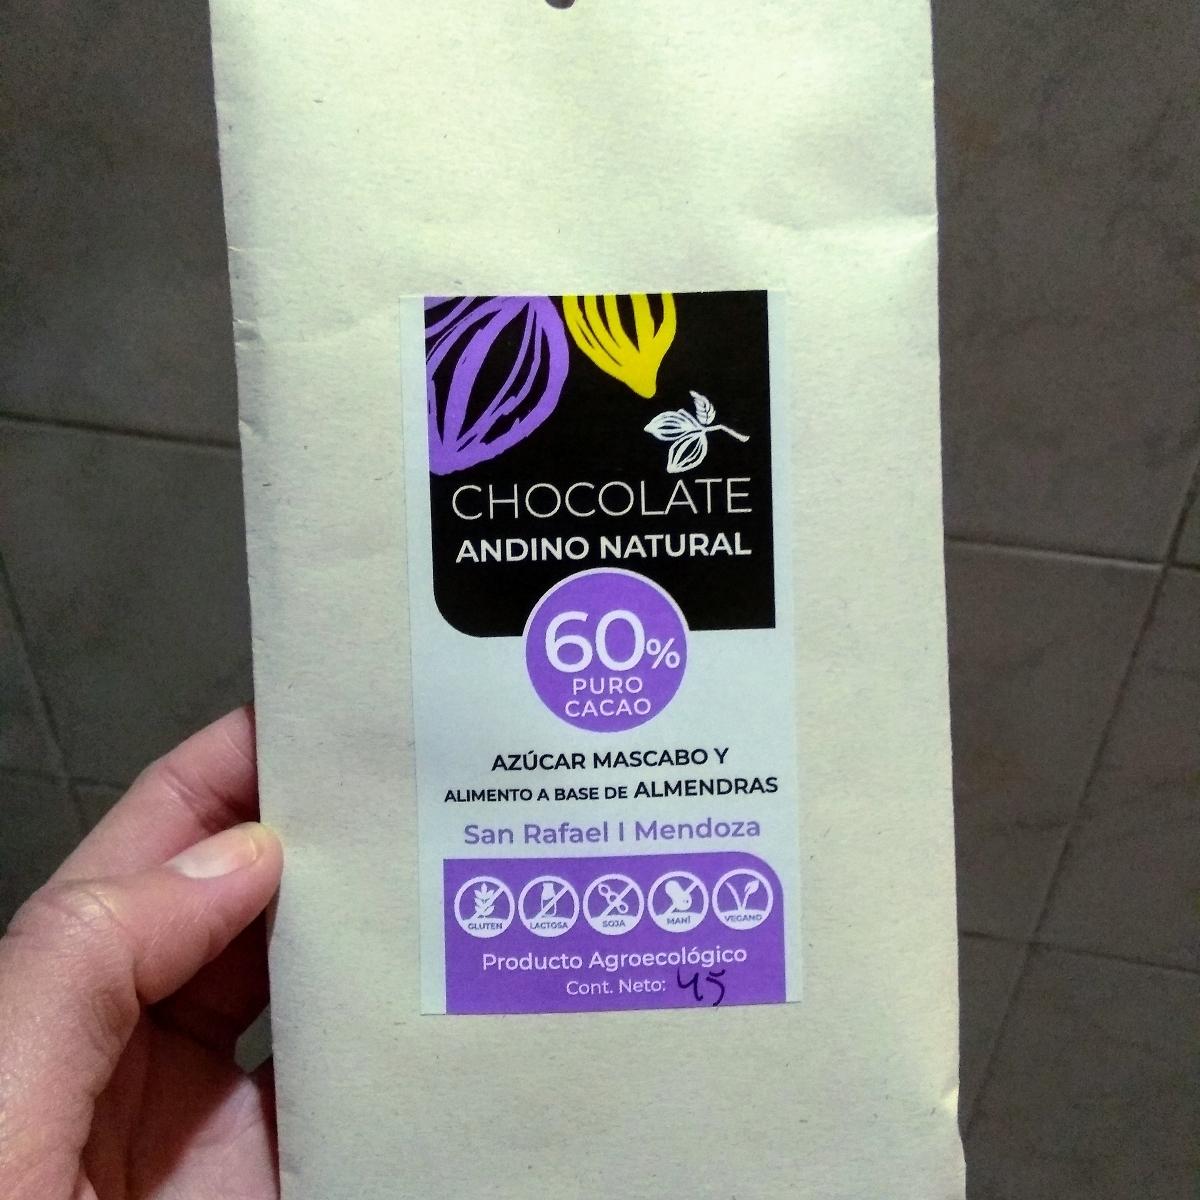 CHOCOLATE
ANDINO NATURAL
60%
PURO
CACAO
AZÚCAR MASCABO Y
ALIMENTO A BASE DE ALMENDRAS
San Rafael | Mendoza
GLUTEN LACTOSA SOJA MANÍ VEGANO
Producto Agroecológico
Cont. Neto: 45